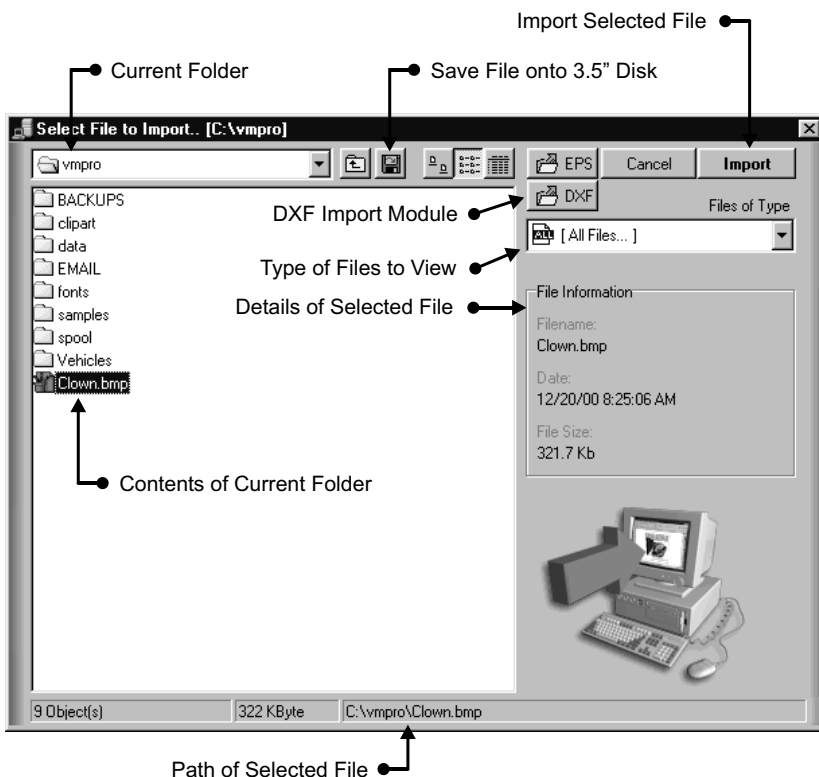 Import Selected File
Current Folder
Save File onto 3.5” Disk
Select File to Import.. [C:\vmpro]
vmpro
EPS
Cancel
Import
DXF
Files of Type
DXF Import Module
[ All Files... ]
ALL
Type of Files to View
Details of Selected File
BACKUPS
clipart
data
EMAIL
fonts
samples
spool
Vehicles
Clown.bmp
File Information
Filename:
Clown.bmp
Date:
12/20/00 8:25:06 AM
File Size:
321.7 Kb
Contents of Current Folder
9 Object(s)
322 KByte
C:\vmpro\Clown.bmp
Path of Selected File